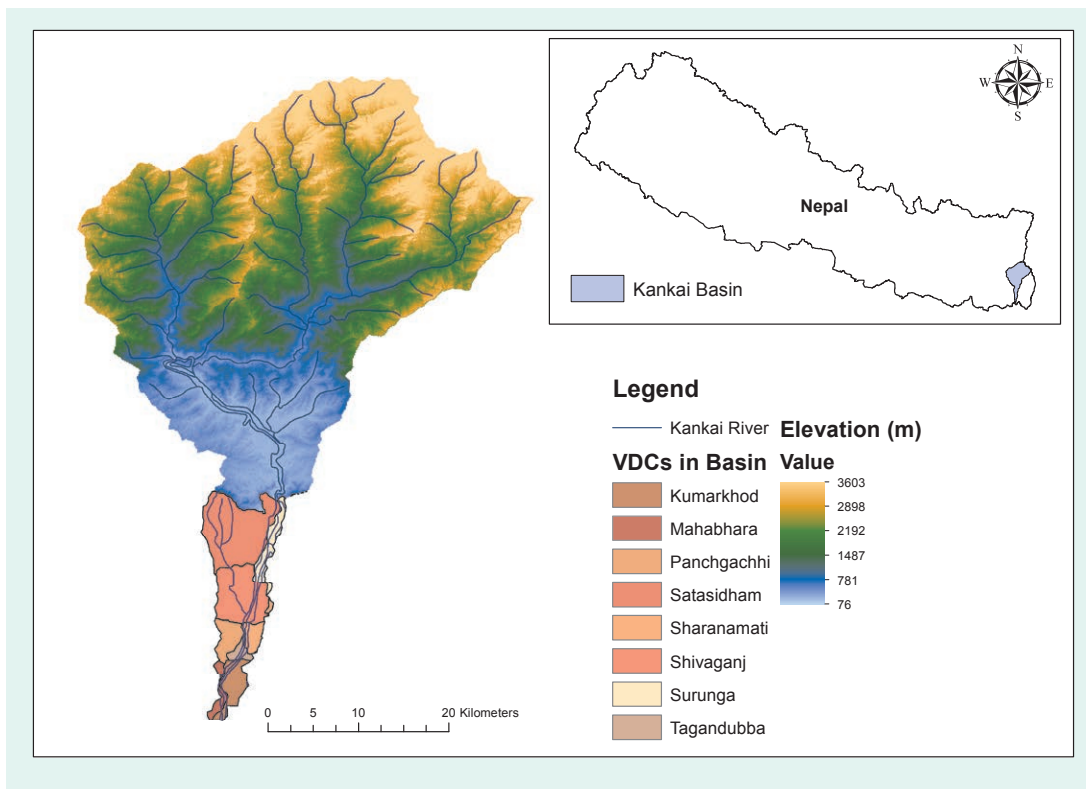 N
W E
S
Nepal
Kankai Basin
Legend
Kankai River
VDCs in Basin
Kumarkhod
Mahabhara
Panchgachhi
Satasidham
Sharanamati
Shivaganj
Surunga
Tagandubba
Elevation (m)
Value
3603
2898
2192
1487
781
76
0 5 10 20 Kilometers